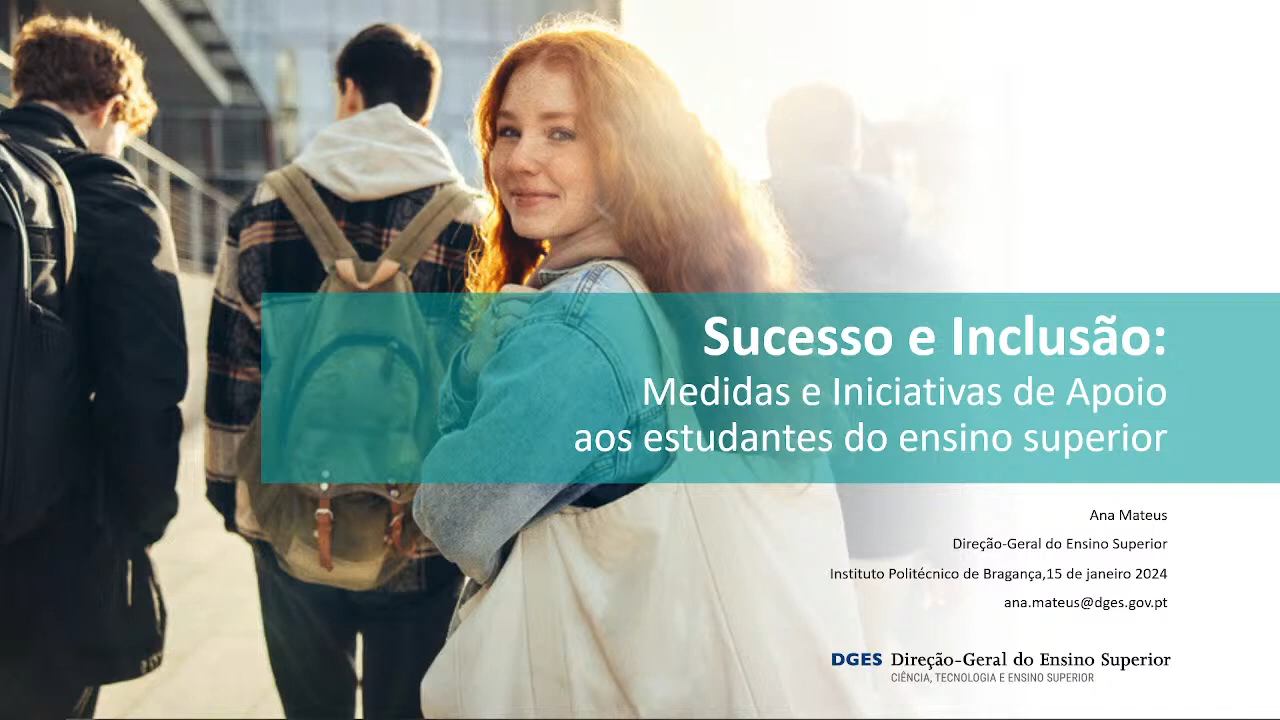 Sucesso e Inclusão:
Medidas e Iniciativas de Apoio
aos estudantes do ensino superior
Ana Mateus
Direção-Geral do Ensino Superior
Instituto Politécnico de Bragança,15 de janeiro 2024
ana.mateus@dges.gov.pt
DGES Direção-Geral do Ensino Superior
CIÊNCIA, TECNOLOGIA E ENSINO SUPERIOR